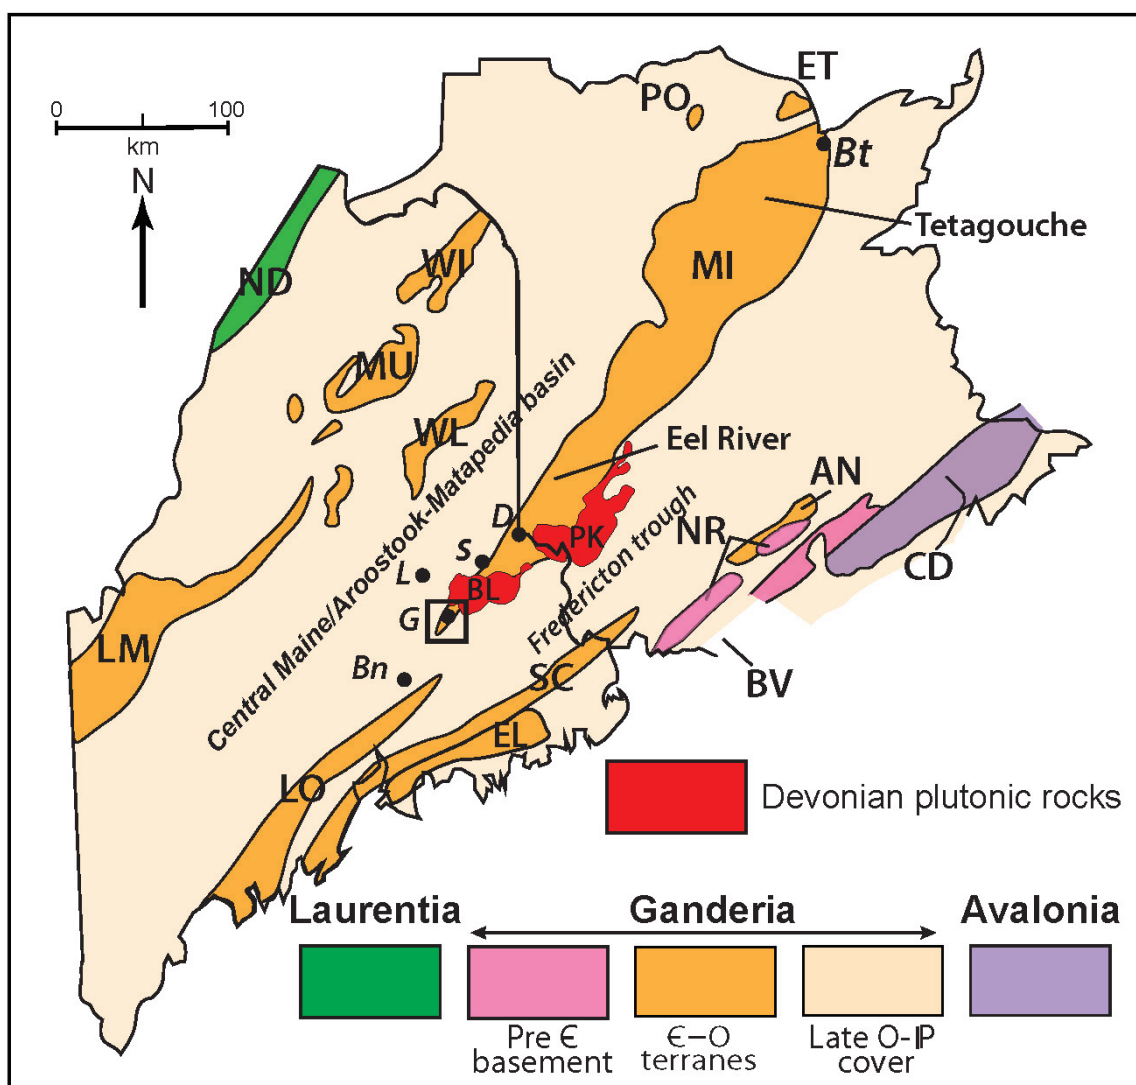 0 100
km
N
PO
ET
Bt
Tetagouche
ND
WI
MI
MU
WL
Central Maine/Aroostook-Matapedia basin
Eel River
AN
D
PK
NR
S
L
BL
CD
G
Fredericton trough
LM
Bn
SC
BV
EL
LO
Devonian plutonic rocks
Laurentia Ganderia Avalonia
Pre Ꞓ
basement
Ꞓ–O
terranes
Late O-ℙ
cover